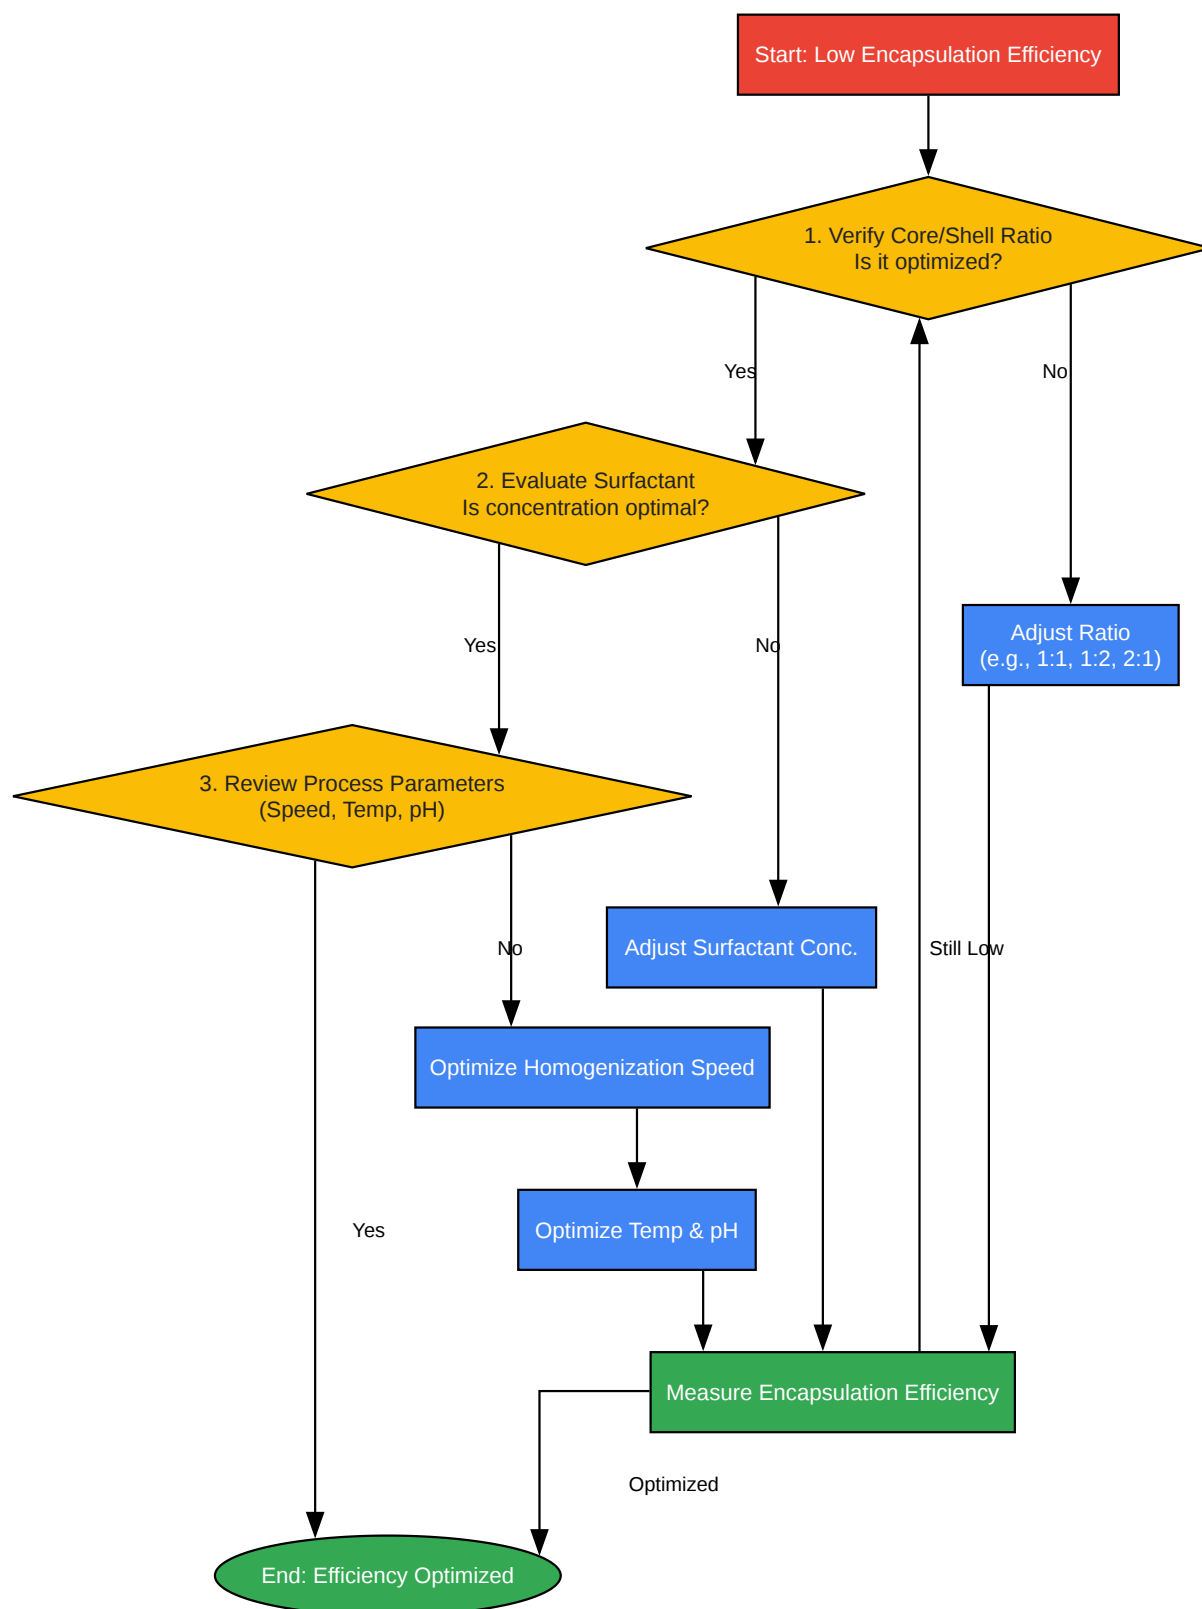 Start: Low Encapsulation Efficiency
1. Verify Core/Shell Ratio
Is it optimized?
Yes
No
2. Evaluate Surfactant
Is concentration optimal?
Yes
No
Adjust Ratio
(e.g., 1:1, 1:2, 2:1)
3. Review Process Parameters
(Speed, Temp, pH)
No
Adjust Surfactant Conc.
Still Low
Optimize Homogenization Speed
Yes
Optimize Temp & pH
Measure Encapsulation Efficiency
Optimized
End: Efficiency Optimized